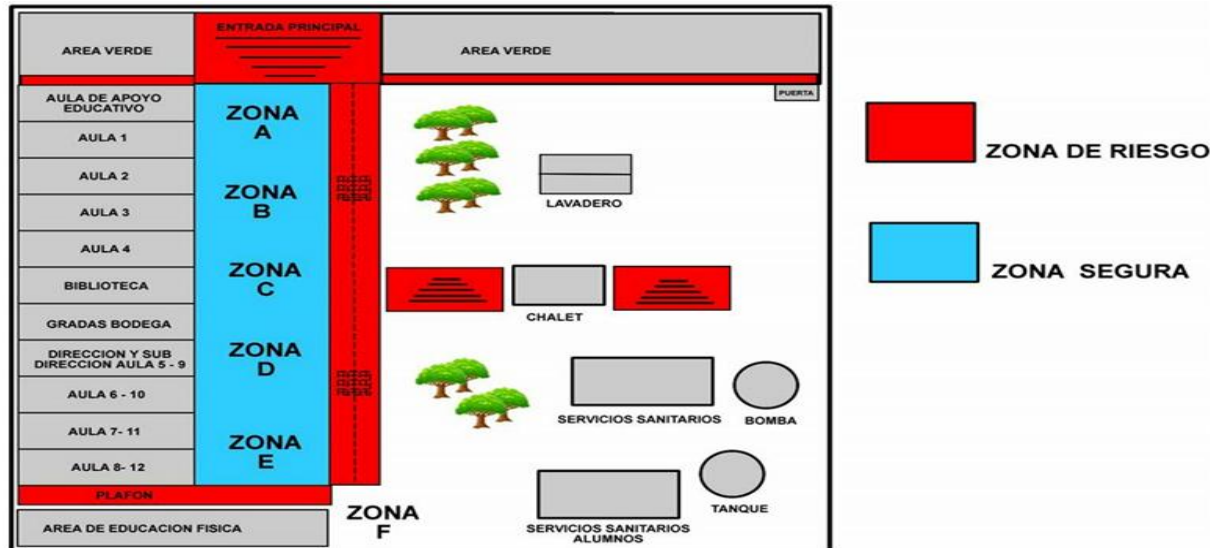 AREA VERDE
ENTRADA PRINCIPAL
AREA VERDE
PUERTA
AULA DE APOYO
EDUCATIVO
AULA 1
AULA 2
AULA 3
AULA 4
BIBLIOTECA
GRADAS BODEGA
DIRECCION Y SUB
DIRECCION AULA 5 - 9
AULA 6 - 10
AULA 7- 11
AULA 8- 12
PLAFON
AREA DE EDUCACION FISICA
ZONA
A
ZONA
B
ZONA
C
ZONA
D
ZONA
E
ZONA
F
LAVADERO
CHALET
SERVICIOS SANITARIOS
BOMBA
TANQUE
SERVICIOS SANITARIOS
ALUMNOS
ZONA DE RIESGO
ZONA SEGURA